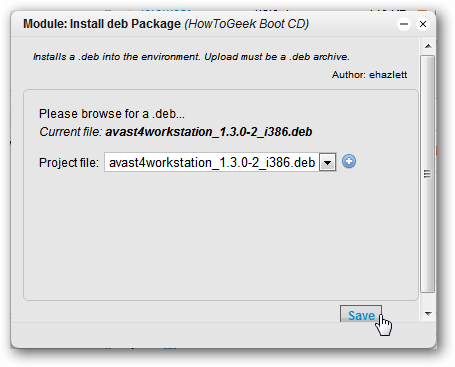 Module: Install deb Package (HowToGeek Boot CD)
Installs a .deb into the environment. Upload must be a .deb archive.
Author: ehazlett
Please browse for a .deb...
Current file: avast4workstation_1.3.0-2_i386.deb
Project file: avast4workstation_1.3.0-2_i386.deb
Save